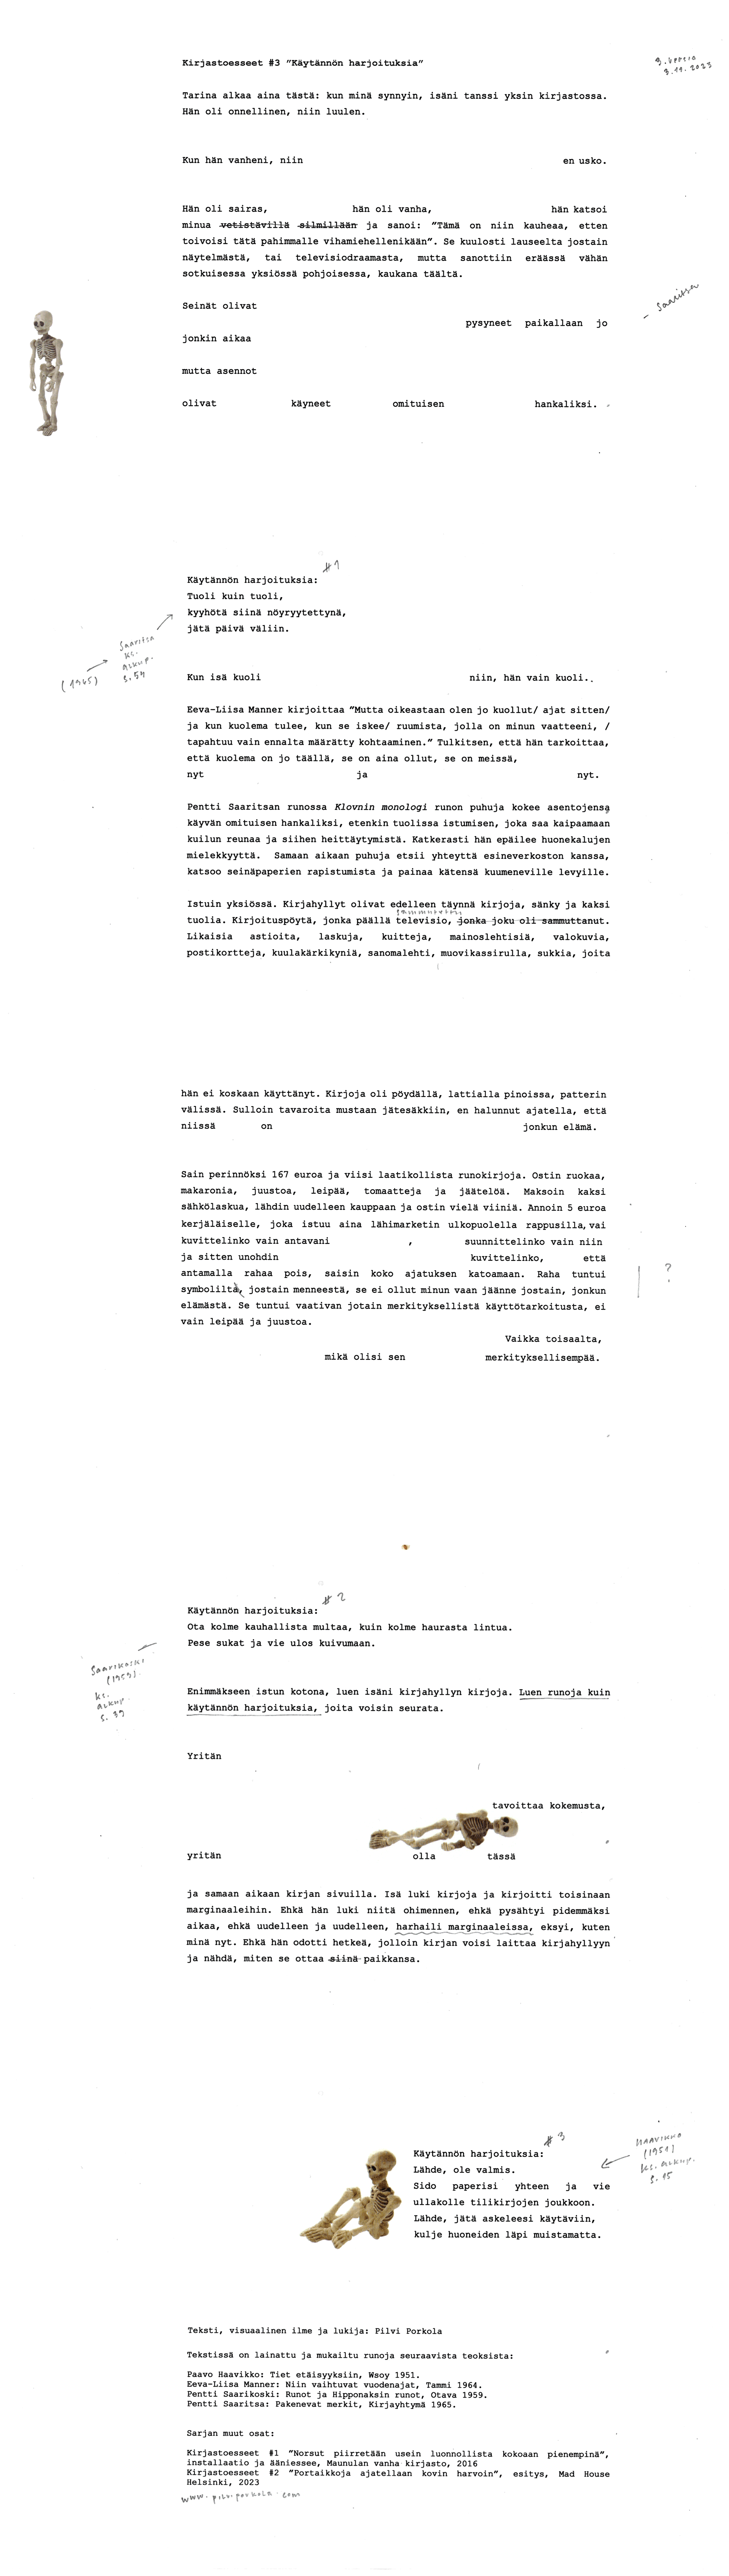 Kirjastoesseet #3 ”Käytännön harjoituksia”
3.11.2023
Tarina alkaa aina tästä: kun minä synnyin, isäni tanssi yksin kirjastossa.
Hän oli onnellinen, niin luulen.
Kun hän vanheni, niin en usko.
Hän oli sairas, hän oli vanha, hän katsoi
minua vetistävillä silmillään ja sanoi: ”Tämä on niin kauheaa, etten
toivoisi tätä pahimmalle vihamiehellenikään”. Se kuulosti lauseelta jostain
näytelmästä, tai televisiodraamasta, mutta sanottiin eräässä vähän
sotkuisessa yksiössä pohjoisessa, kaukana täältä.
– Saaritsa
Seinät olivat
pysyneet paikallaan jo
jonkin aikaa
mutta asennot
olivat käyneet omituisen hankaliksi.
#1
Käytännön harjoituksia:
Tuoli kuin tuoli,
kyyhötä siinä nöyryytettynä,
jätä päivä väliin.
Saaritsa
ks.
alkup.
s.54
(1965)
Kun isä kuoli niin, hän vain kuoli..
Eeva-Liisa Manner kirjoittaa ”Mutta oikeastaan olen jo kuollut/ ajat sitten/
ja kun kuolema tulee, kun se iskee/ ruumista, jolla on minun vaatteeni, /
tapahtuu vain ennalta määrätty kohtaaminen.” Tulkitsen, että hän tarkoittaa,
että kuolema on jo täällä, se on aina ollut, se on meissä,
nyt ja nyt.
Pentti Saaritsan runossa Klovnin monologi runon puhuja kokee asentojensa
käyvän omituisen hankaliksi, etenkin tuolissa istumisen, joka saa kaipaamaan
kuilun reunaa ja siihen heittäytymistä. Katkerasti hän epäilee huonekalujen
mielekkyyttä. Samaan aikaan puhuja etsii yhteyttä esineverkoston kanssa,
katsoo seinäpaperien rapistumista ja painaa kätensä kuumeneville levyille.
Istuin yksiössä. Kirjahyllyt olivat edelleen täynnä kirjoja, sänky ja kaksi
sammutettu
tuolia. Kirjoituspöytä, jonka päällä televisio, jonka joku oli sammuttanut.
Likaisia astioita, laskuja, kuitteja, mainoslehtisiä, valokuvia,
postikortteja, kuulakärkikyniä, sanomalehti, muovikassirulla, sukkia, joita
hän ei koskaan käyttänyt. Kirjoja oli pöydällä, lattialla pinoissa, patterin
välissä. Sulloin tavaroita mustaan jätesäkkiin, en halunnut ajatella, että
niissä on jonkun elämä.
Sain perinnöksi 167 euroa ja viisi laatikollista runokirjoja. Ostin ruokaa,
makaronia, juustoa, leipää, tomaatteja ja jäätelöä. Maksoin kaksi
sähkölaskua, lähdin uudelleen kauppaan ja ostin vielä viiniä. Annoin 5 euroa
kerjäläiselle, joka istuu aina lähimarketin ulkopuolella rappusilla, vai
kuvittelinko vain antavani , suunnittelinko vain niin
ja sitten unohdin kuvittelinko, että
antamalla rahaa pois, saisin koko ajatuksen katoamaan. Raha tuntui
symbolilta, jostain menneestä, se ei ollut minun vaan jäänne jostain, jonkun
elämästä. Se tuntui vaativan jotain merkityksellistä käyttötarkoitusta, ei
vain leipää ja juustoa.
?
Vaikka toisaalta,
mikä olisi sen merkityksellisempää.
#2
Käytännön harjoituksia:
Ota kolme kauhallista multaa, kuin kolme haurasta lintua.
Pese sukat ja vie ulos kuivumaan.
Saarikoski
(1959)
ks.
alkup.
s. 39
Enimmäkseen istun kotona, luen isäni kirjahyllyn kirjoja. Luen runoja kuin
käytännön harjoituksia, joita voisin seurata.
Yritän
tavoittaa kokemusta,
yritän olla tässä
ja samaan aikaan kirjan sivuilla. Isä luki kirjoja ja kirjoitti toisinaan
marginaaleihin. Ehkä hän luki niitä ohimennen, ehkä pysähtyi pidemmäksi
aikaa, ehkä uudelleen ja uudelleen, harhaili marginaaleissa, eksyi, kuten
minä nyt. Ehkä hän odotti hetkeä, jolloin kirjan voisi laittaa kirjahyllyyn
ja nähdä, miten se ottaa siinä paikkansa.
#3
Käytännön harjoituksia:
Lähde, ole valmis.
Sido paperisi yhteen ja vie
ullakolle tilikirjojen joukkoon.
Lähde, jätä askeleesi käytäviin,
kulje huoneiden läpi muistamatta.
HAAVIKKO
(1951)
ks. alkup.
s. 15
Teksti, visuaalinen ilme ja lukija: Pilvi Porkola
Tekstissä on lainattu ja mukailtu runoja seuraavista teoksista:
Paavo Haavikko: Tiet etäisyyksiin, Wsoy 1951.
Eeva-Liisa Manner: Niin vaihtuvat vuodenajat, Tammi 1964.
Pentti Saarikoski: Runot ja Hipponaksin runot, Otava 1959.
Pentti Saaritsa: Pakenevat merkit, Kirjayhtymä 1965.
Sarjan muut osat:
Kirjastoesseet #1 ”Norsut piirretään usein luonnollista kokoaan pienempinä”,
installaatio ja ääniessee, Maunulan vanha kirjasto, 2016
Kirjastoesseet #2 ”Portaikkoja ajatellaan kovin harvoin”, esitys, Mad House
Helsinki, 2023
www.pilviporkola.com